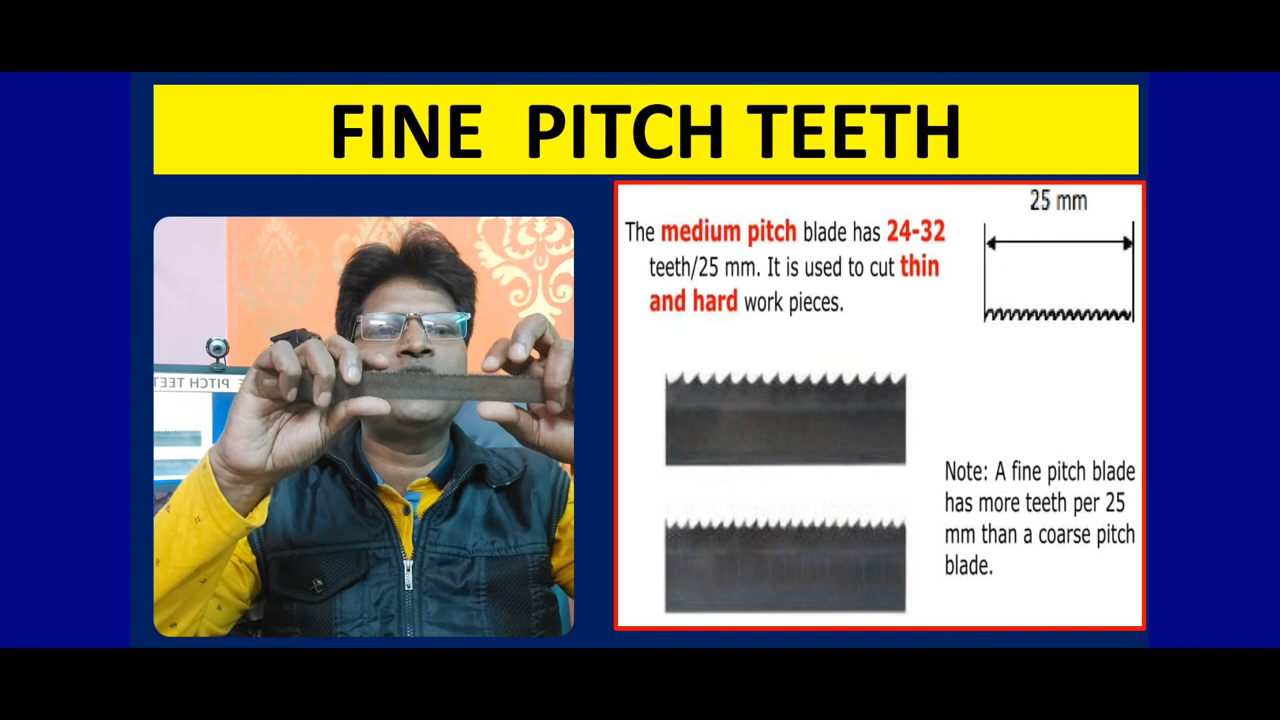 FINE PITCH TEETH
25 mm
The medium pitch blade has 24-32
teeth/25 mm. It is used to cut thin
and hard work pieces.
E PITCH TEET
Note: A fine pitch blade
has more teeth per 25
mm than a coarse pitch
blade.